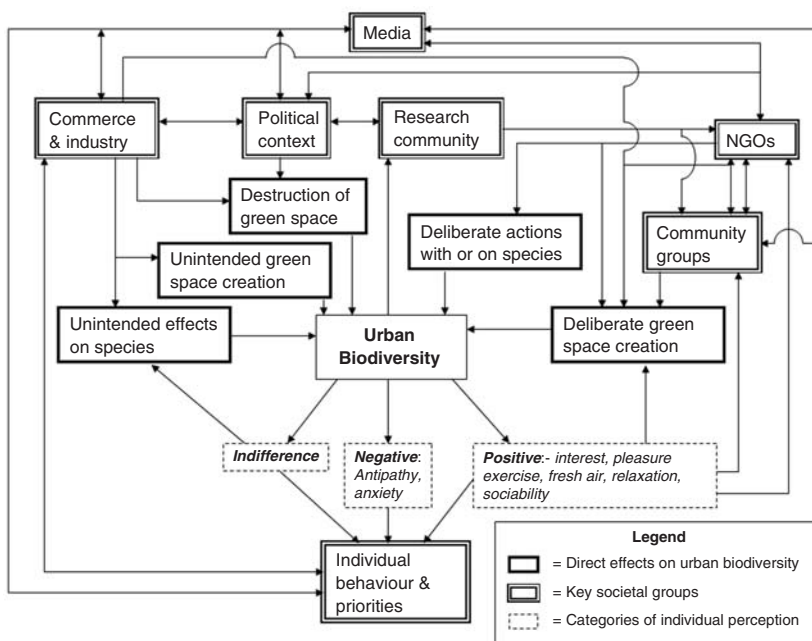 Media
Commerce
& industry
Political
context
Research
community
NGOs
Destruction of
green space
Deliberate actions
with or on species
Community
groups
Unintended green
space creation
Unintended effects
on species
Urban
Biodiversity
Deliberate green
space creation
Indifference
Negative:
Antipathy,
anxiety
Positive:- interest, pleasure
exercise, fresh air, relaxation,
sociability
Individual
behaviour &
priorities
Legend
= Direct effects on urban biodiversity
= Key societal groups
= Categories of individual perception